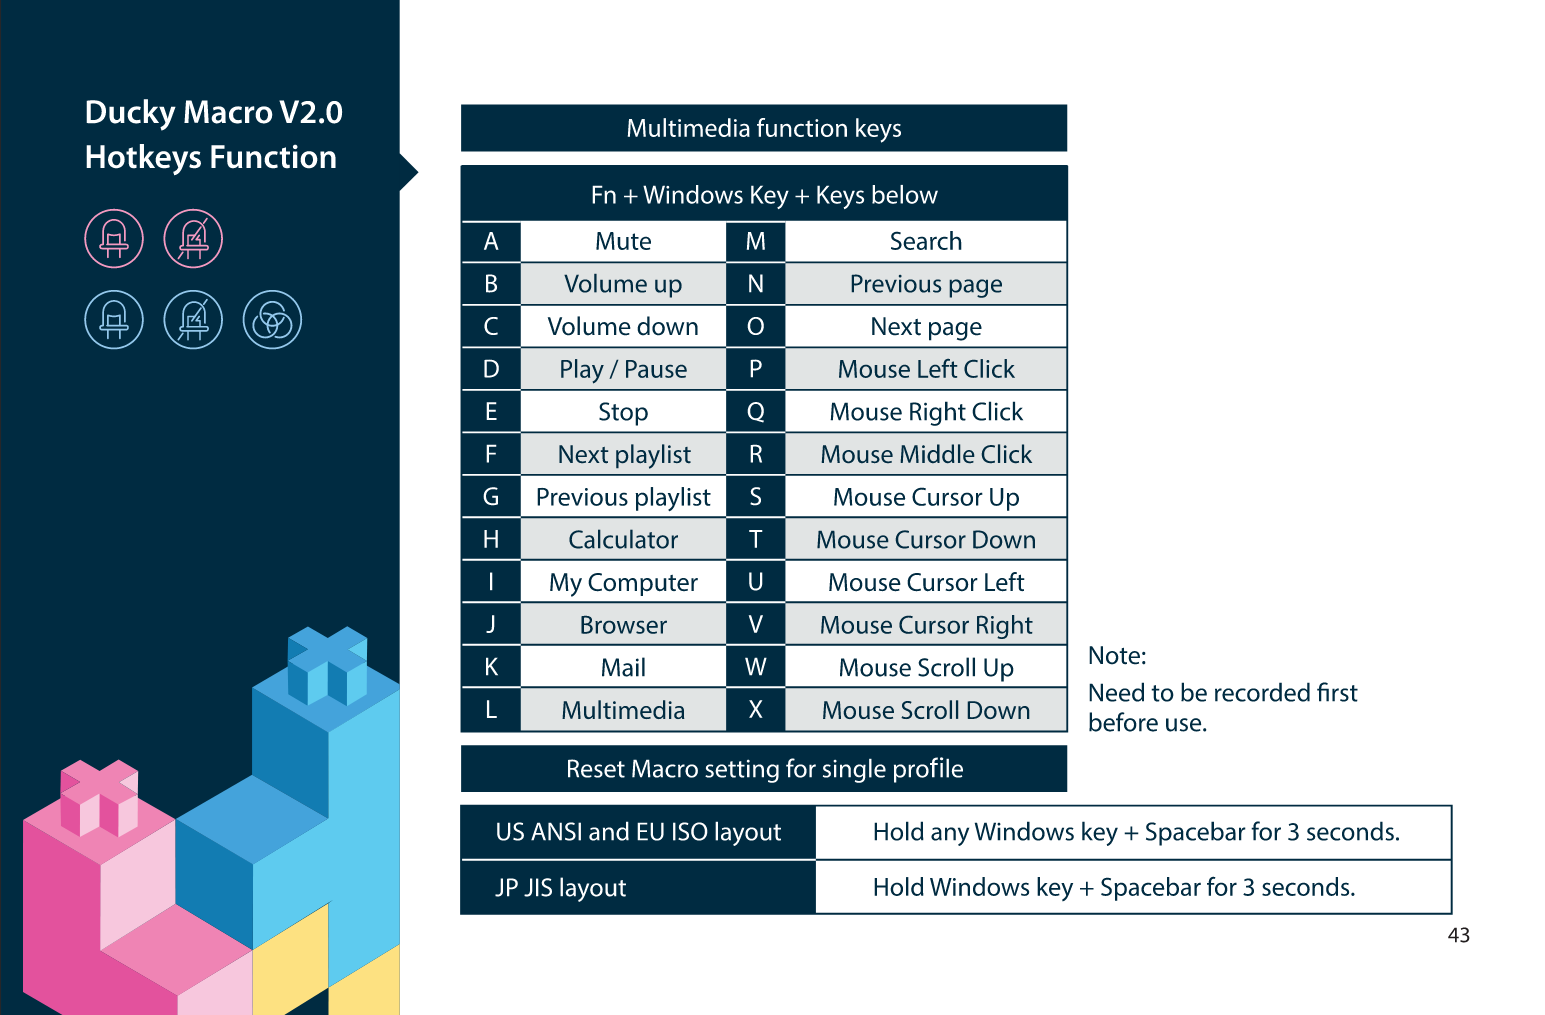 Ducky Macro V2.0
Hotkeys Function
Multimedia function keys
Fn + Windows Key + Keys below
A Mute M Search
B Volume up N Previous page
C Volume down O Next page
D Play / Pause P Mouse Left Click
E Stop Q Mouse Right Click
F Next playlist R Mouse Middle Click
G Previous playlist S Mouse Cursor Up
H Calculator T Mouse Cursor Down
I My Computer U Mouse Cursor Left
J Browser V Mouse Cursor Right
K Mail W Mouse Scroll Up
L Multimedia X Mouse Scroll Down
Note:
Need to be recorded first
before use.
Reset Macro setting for single profile
US ANSI and EU ISO layout Hold any Windows key + Spacebar for 3 seconds.
JP JIS layout Hold Windows key + Spacebar for 3 seconds.
43